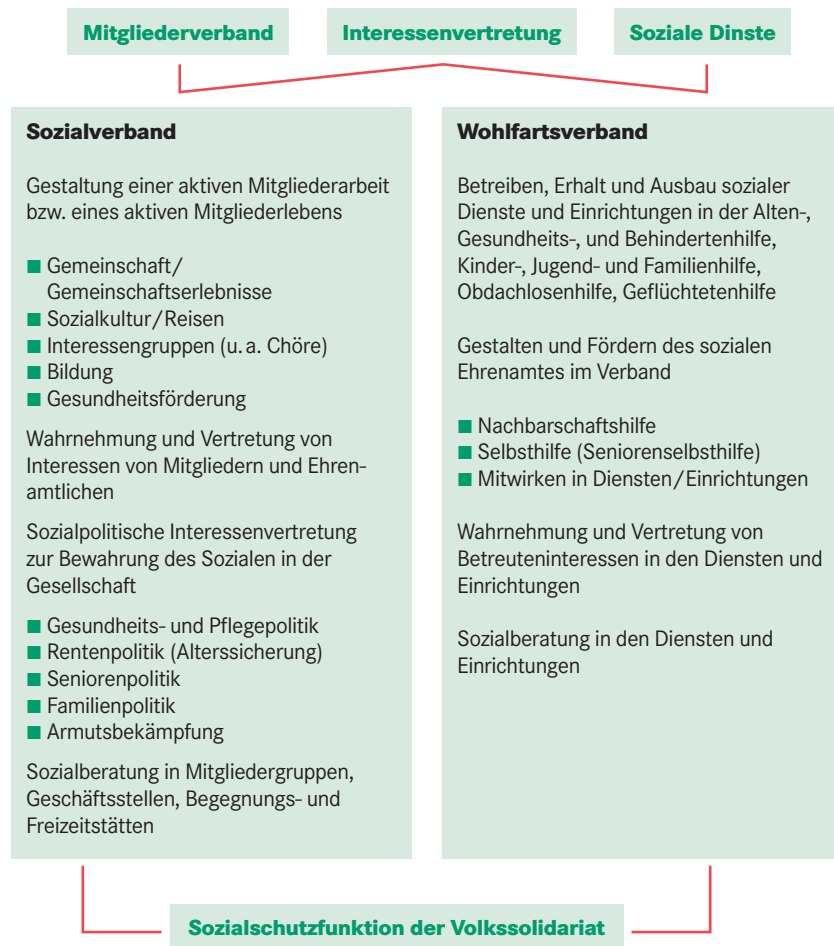 Mitgliederverband
Interessenvertretung
Soziale Dinste
Sozialverband
Gestaltung einer aktiven Mitgliederarbeit
bzw. eines aktiven Mitgliederlebens
■ Gemeinschaft/
Gemeinschaftserlebnisse
■ Sozialkultur/Reisen
■ Interessengruppen (u. a. Chöre)
■ Bildung
■ Gesundheitsförderung
Wahrnehmung und Vertretung von
Interessen von Mitgliedern und Ehren-
amtlichen
Sozialpolitische Interessenvertretung
zur Bewahrung des Sozialen in der
Gesellschaft
■ Gesundheits- und Pflegepolitik
■ Rentenpolitik (Alterssicherung)
■ Seniorenpolitik
■ Familienpolitik
■ Armutsbekämpfung
Sozialberatung in Mitgliedergruppen,
Geschäftsstellen, Begegnungs- und
Freizeitstätten
Wohlfartsverband
Betreiben, Erhalt und Ausbau sozialer
Dienste und Einrichtungen in der Alten-,
Gesundheits-, und Behindertenhilfe,
Kinder-, Jugend- und Familienhilfe,
Obdachlosenhilfe, Geflüchtetenhilfe
Gestalten und Fördern des sozialen
Ehrenamtes im Verband
■ Nachbarschaftshilfe
■ Selbsthilfe (Seniorenselbsthilfe)
■ Mitwirken in Diensten/Einrichtungen
Wahrnehmung und Vertretung von
Betreuteninteressen in den Diensten und
Einrichtungen
Sozialberatung in den Diensten und
Einrichtungen
Sozialschutzfunktion der Volkssolidariat